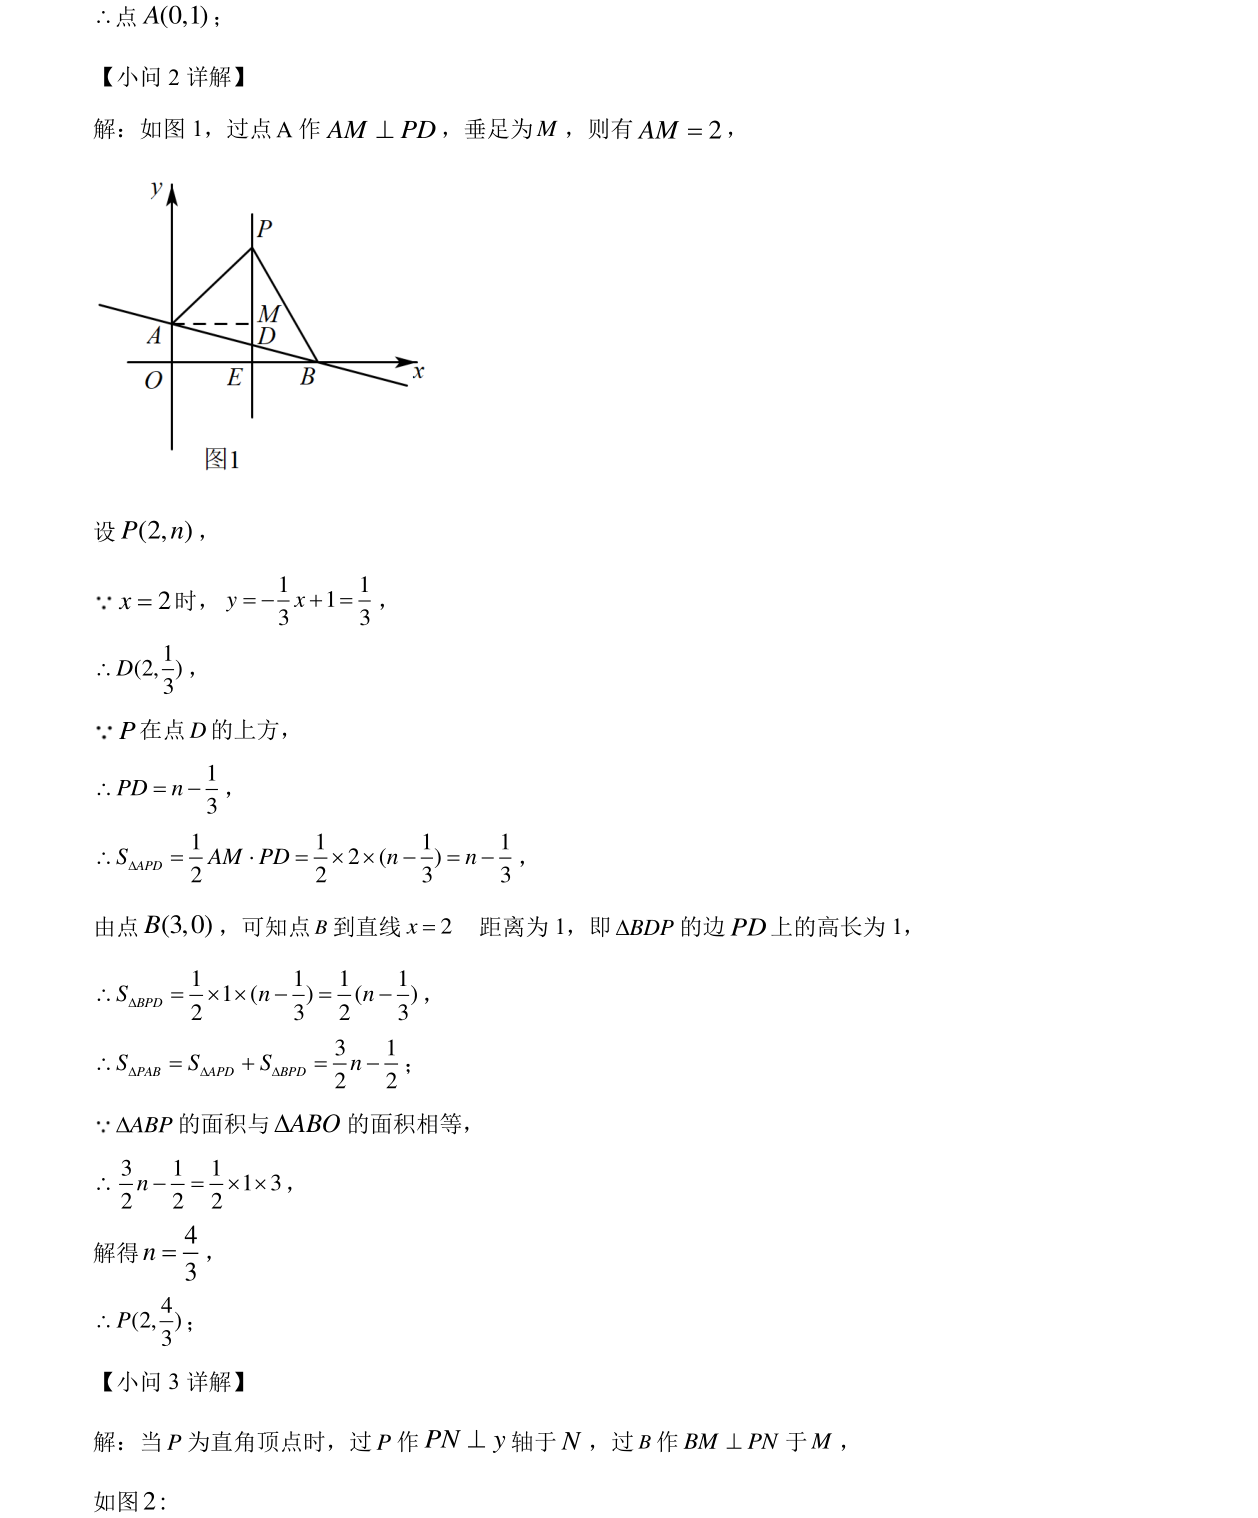 ∴点 A(0,1)；
【小问 2 详解】
解：如图 1，过点 A 作 AM ⊥ PD，垂足为 M，则有 AM = 2，
y
P
M
A
D
O
E
B
x
图1
设 P(2,n)，
∵ x = 2 时， y = −1/3 x + 1 = 1/3，
∴D(2,1/3)，
∵ P 在点 D 的上方，
∴PD = n − 1/3，
∴S△APD = 1/2 AM · PD = 1/2 × 2 × (n − 1/3) = n − 1/3，
由点 B(3,0)，可知点 B 到直线 x = 2 距离为 1，即 △BDP 的边 PD 上的高长为 1，
∴S△BPD = 1/2 × 1 × (n − 1/3) = 1/2 (n − 1/3)，
∴S△PAB = S△APD + S△BPD = 3/2 n − 1/2；
∵ △ABP 的面积与 △ABO 的面积相等，
∴ 3/2 n − 1/2 = 1/2 × 1 × 3，
解得 n = 4/3，
∴P(2,4/3)；
【小问 3 详解】
解：当 P 为直角顶点时，过 P 作 PN ⊥ y 轴于 N，过 B 作 BM ⊥ PN 于 M，
如图 2：